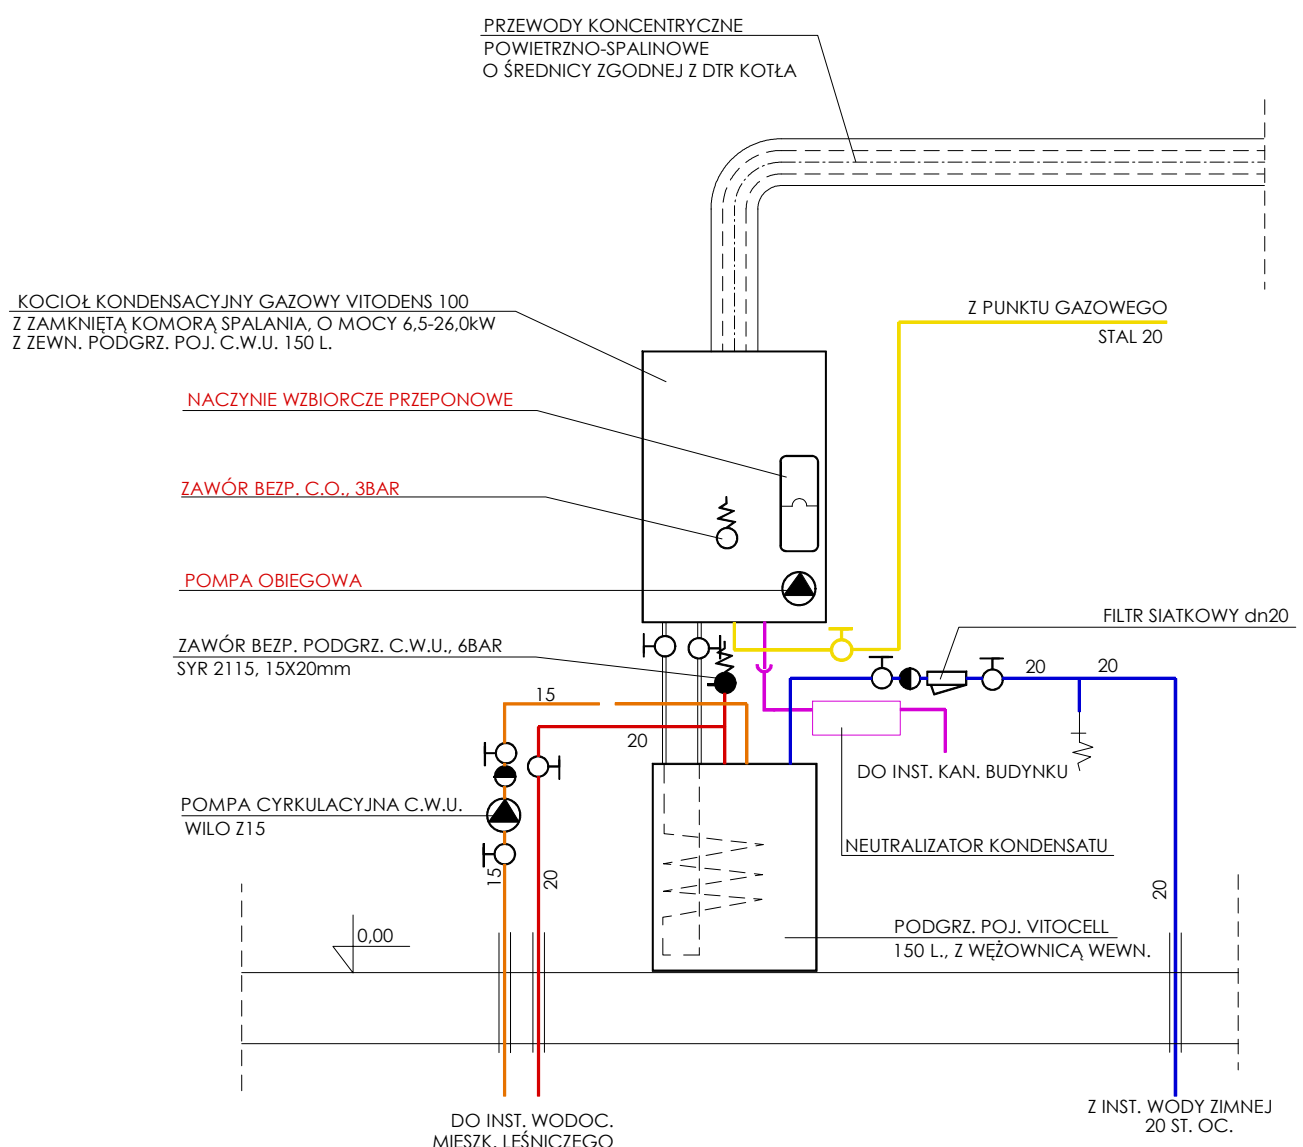 PRZEWODY KONCENTRYCZNE
POWIETRZNO-SPALINOWE
O ŚREDNICY ZGODNEJ Z DTR KOTŁA
KOCIOŁ KONDENSACYJNY GAZOWY VITODENS 100
Z ZAMKNIĘTĄ KOMORĄ SPALANIA, O MOCY 6,5-26,0kW
Z ZEWN. PODGRZ. POJ. C.W.U. 150 L.
Z PUNKTU GAZOWEGO
STAL 20
NACZYNIE WZBIORCZE PRZEPONOWE
ZAWÓR BEZP. C.O., 3BAR
POMPA OBIEGOWA
FILTR SIATKOWY dn20
ZAWÓR BEZP. PODGRZ. C.W.U., 6BAR
SYR 2115, 15X20mm
20
20
15
20
DO INST. KAN. BUDYNKU
POMPA CYRKULACYJNA C.W.U.
WILO Z15
NEUTRALIZATOR KONDENSATU
15
20
20
PODGRZ. POJ. VITOCELL
150 L., Z WĘŻOWNICĄ WEWN.
0,00
Z INST. WODY ZIMNEJ
20 ST. OC.
DO INST. WODOC.
MIESZK. LEŚNICZEGO